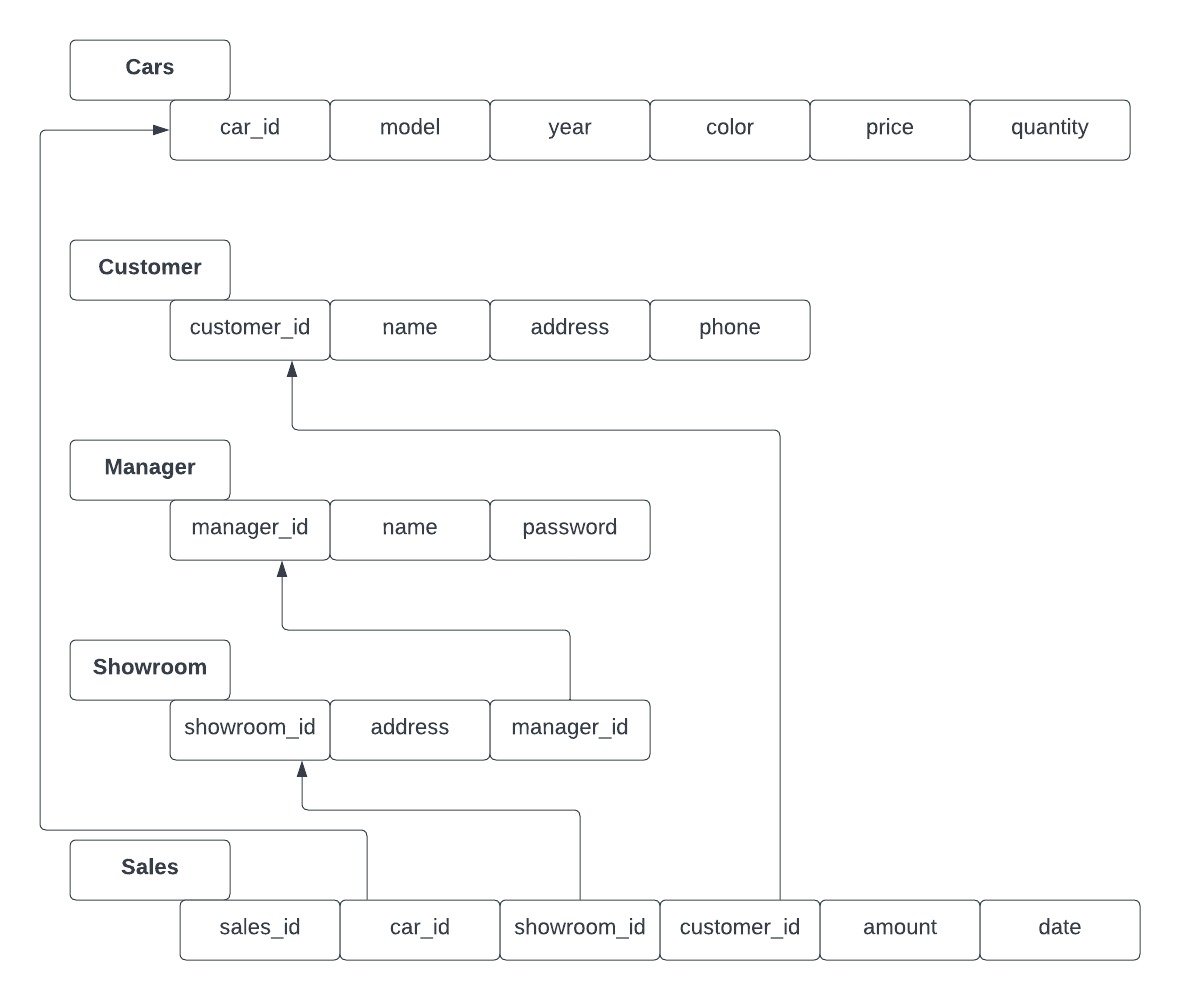 Cars
car_id model year color price quantity
Customer
customer_id name address phone
Manager
manager_id name password
Showroom
showroom_id address manager_id
Sales
sales_id car_id showroom_id customer_id amount date